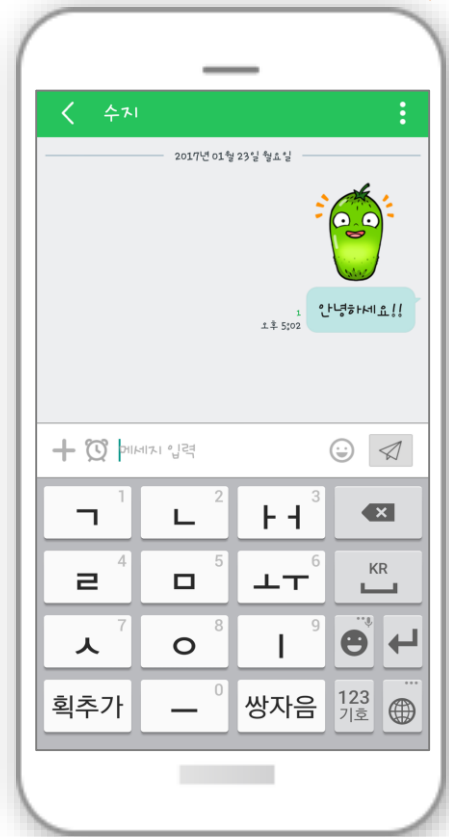 수지
2017년 01월 23일 월요일
안녕하세요!!
1
오후 5:02
메세지 입력
ㄱ 1
ㄴ 2
ㅏㅓ 3
ㄹ 4
ㅁ 5
ㅗㅜ 6
KR
ㅅ 7
ㅇ 8
ㅣ 9
획추가
ㅡ 0
쌍자음
123
기호